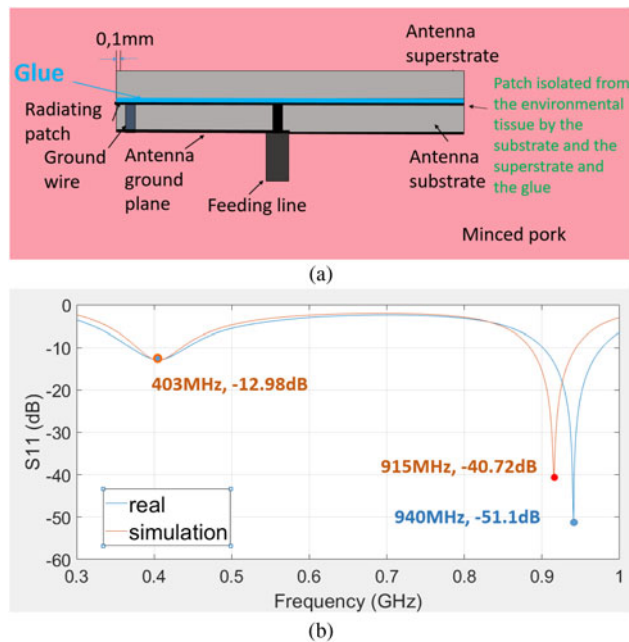 0,1mm
Glue
Radiating
patch
Ground
wire
Antenna
ground
plane
Feeding line
Antenna
superstrate
Patch isolated from
the environmental
tissue by the
substrate and the
superstrate and
the glue
Antenna
substrate
Minced pork
(a)
0
-10
-20
-30
-40
-50
-60
S11 (dB)
403MHz, -12.98dB
915MHz, -40.72dB
940MHz, -51.1dB
real
simulation
0.3 0.4 0.5 0.6 0.7 0.8 0.9 1
Frequency (GHz)
(b)